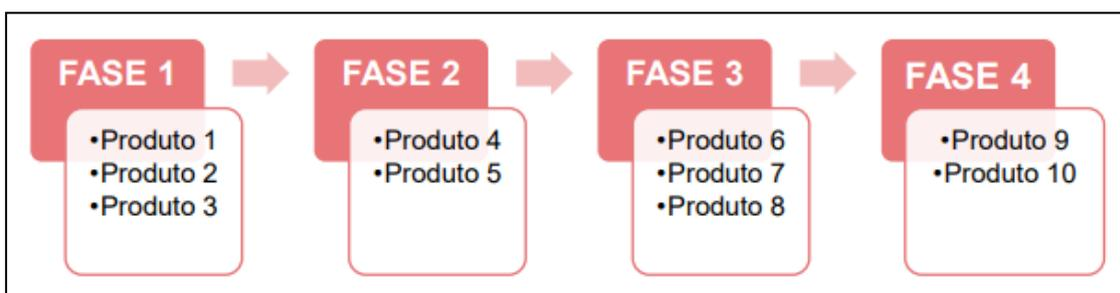 FASE 1
•Produto 1
•Produto 2
•Produto 3
FASE 2
•Produto 4
•Produto 5
FASE 3
•Produto 6
•Produto 7
•Produto 8
FASE 4
•Produto 9
•Produto 10